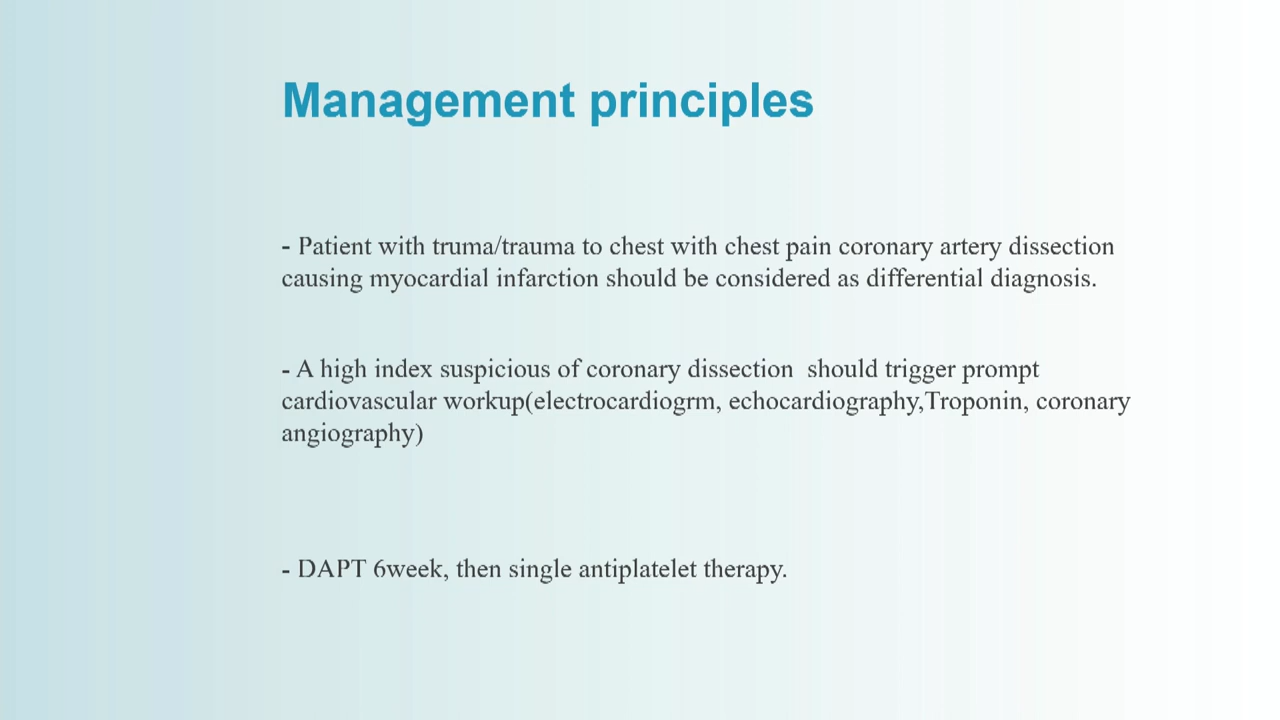 Management principles
- Patient with truma/trauma to chest with chest pain coronary artery dissection
causing myocardial infarction should be considered as differential diagnosis.
- A high index suspicious of coronary dissection  should trigger prompt
cardiovascular workup(electrocardiogrm, echocardiography,Troponin, coronary
angiography)
- DAPT 6week, then single antiplatelet therapy.